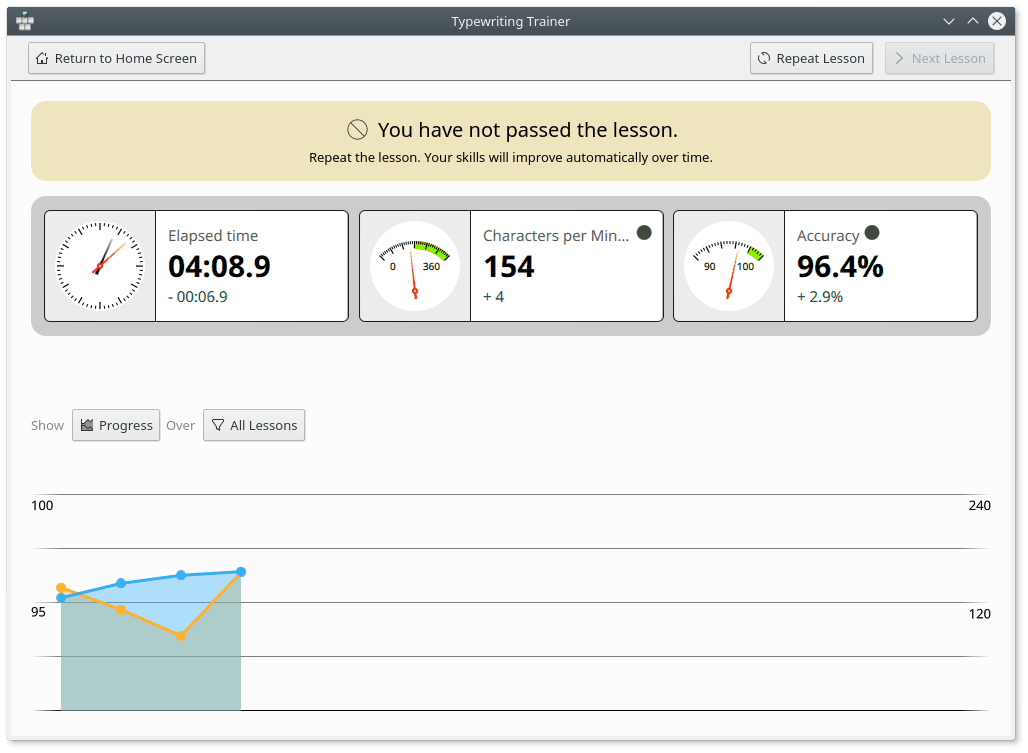 Typewriting Trainer
Return to Home Screen
Repeat Lesson
Next Lesson
You have not passed the lesson.
Repeat the lesson. Your skills will improve automatically over time.
Elapsed time
04:08.9
- 00:06.9
0
360
Characters per Min...
154
+ 4
90
100
Accuracy
96.4%
+ 2.9%
Show Progress Over All Lessons
100
240
95
120